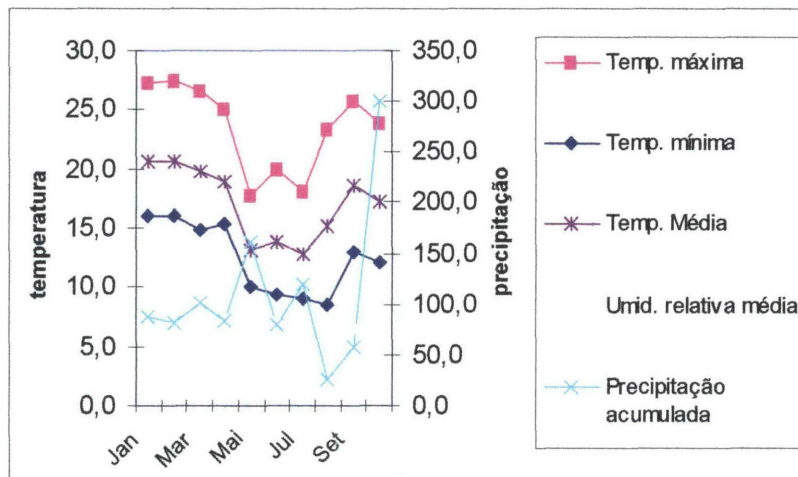 30,0
25,0
20,0
15,0
10,0
5,0
0,0
temperatura
350,0
300,0
250,0
200,0
150,0
100,0
50,0
0,0
precipitação
Jan
Mar
Mai
Jul
Set
Temp. máxima
Temp. mínima
Temp. Média
Umid. relativa média
Precipitação
acumulada